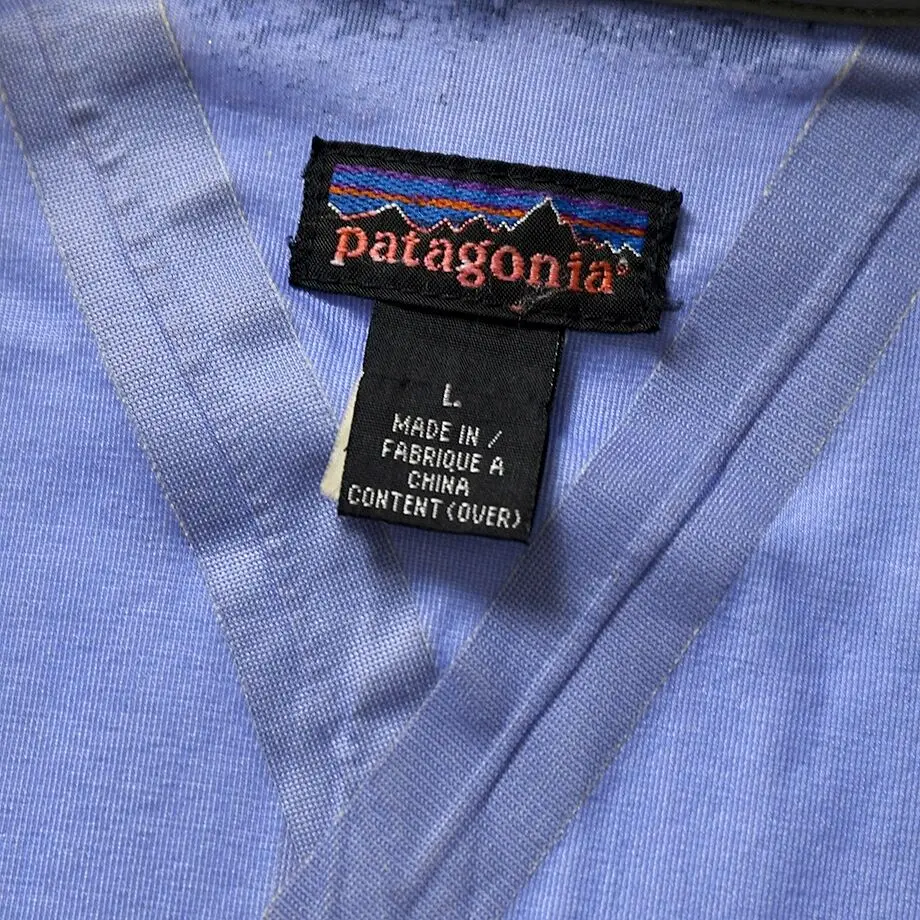 patagonia®
L.
MADE IN /
FABRIQUE A
CHINA
CONTENT (OVER)